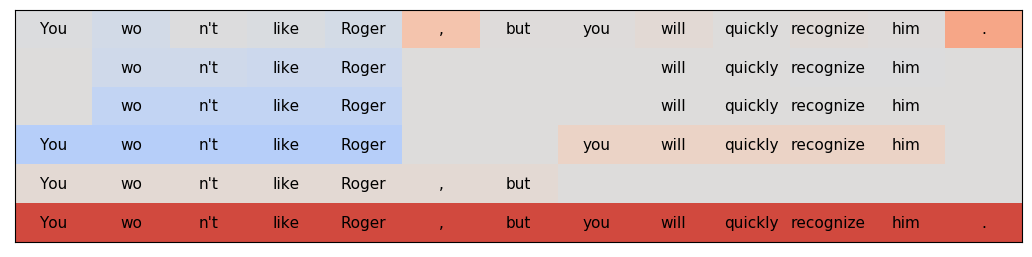 You wo n't like Roger , but you will quickly recognize him .
wo n't like Roger will quickly recognize him
wo n't like Roger will quickly recognize him
You wo n't like Roger you will quickly recognize him
You wo n't like Roger , but
You wo n't like Roger , but you will quickly recognize him .